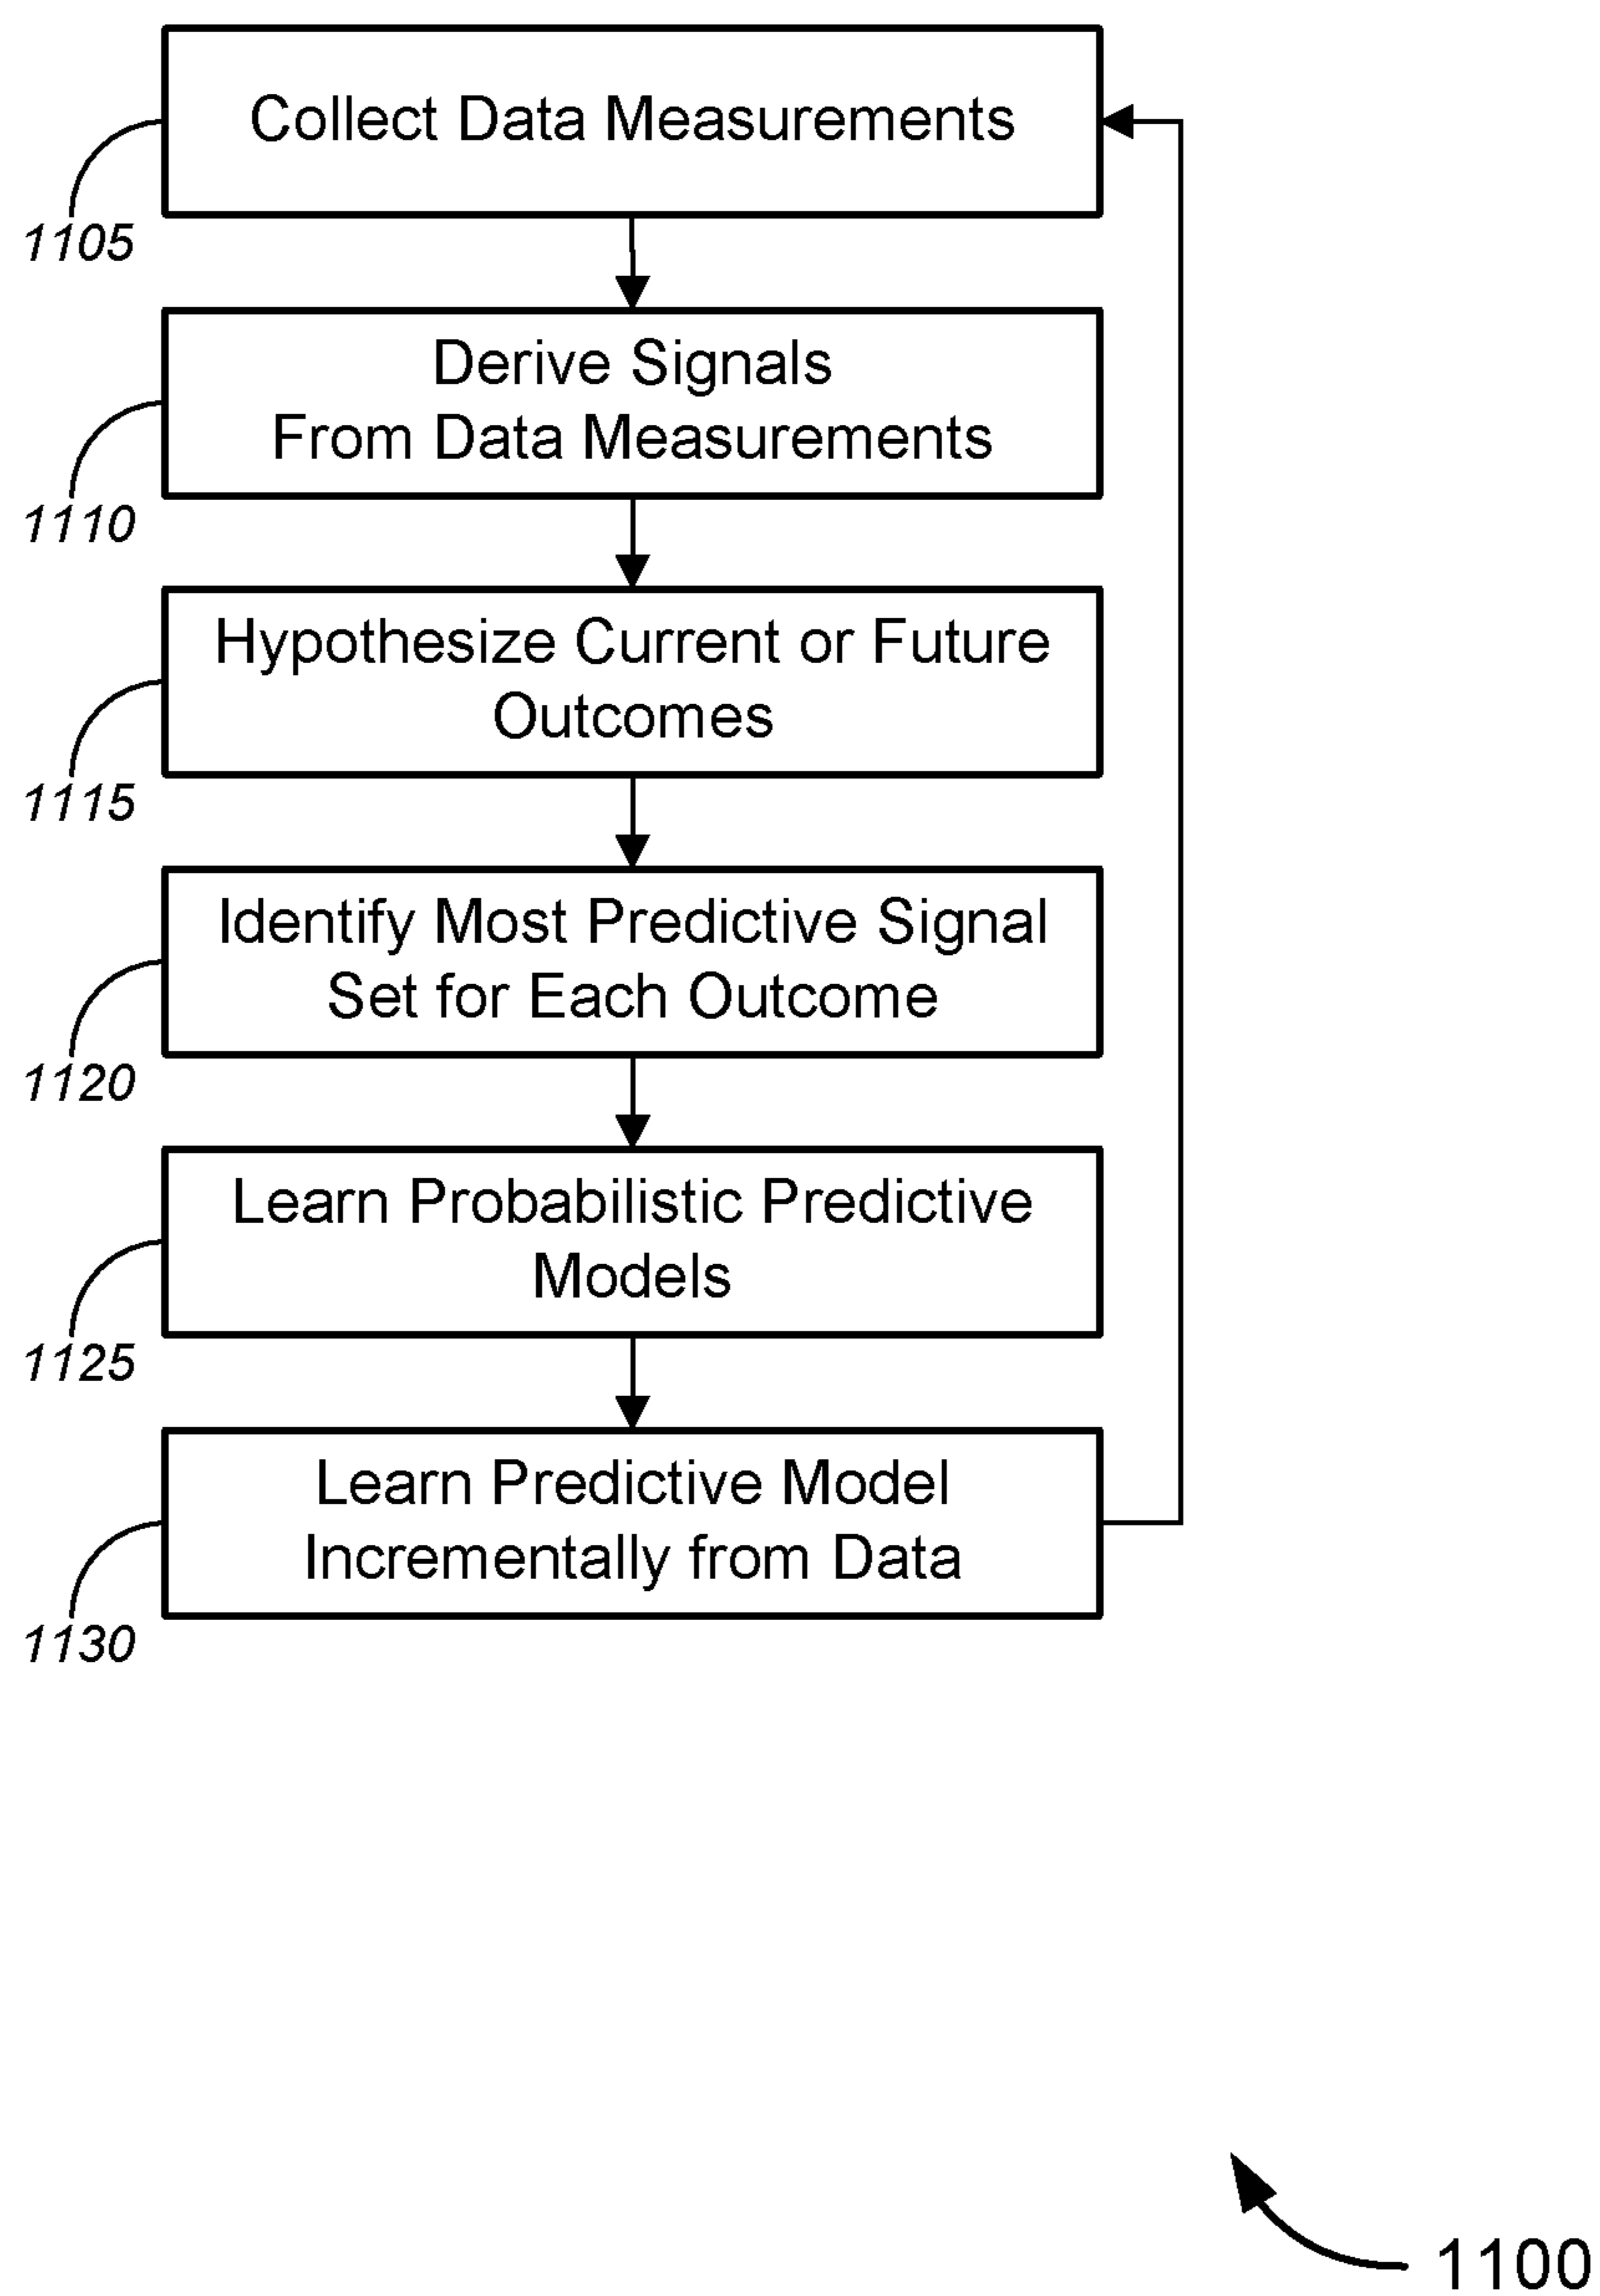 Collect Data Measurements
1105
Derive Signals
From Data Measurements
1110
Hypothesize Current or Future
Outcomes
1115
Identify Most Predictive Signal
Set for Each Outcome
1120
Learn Probabilistic Predictive
Models
1125
Learn Predictive Model
Incrementally from Data
1130
1100